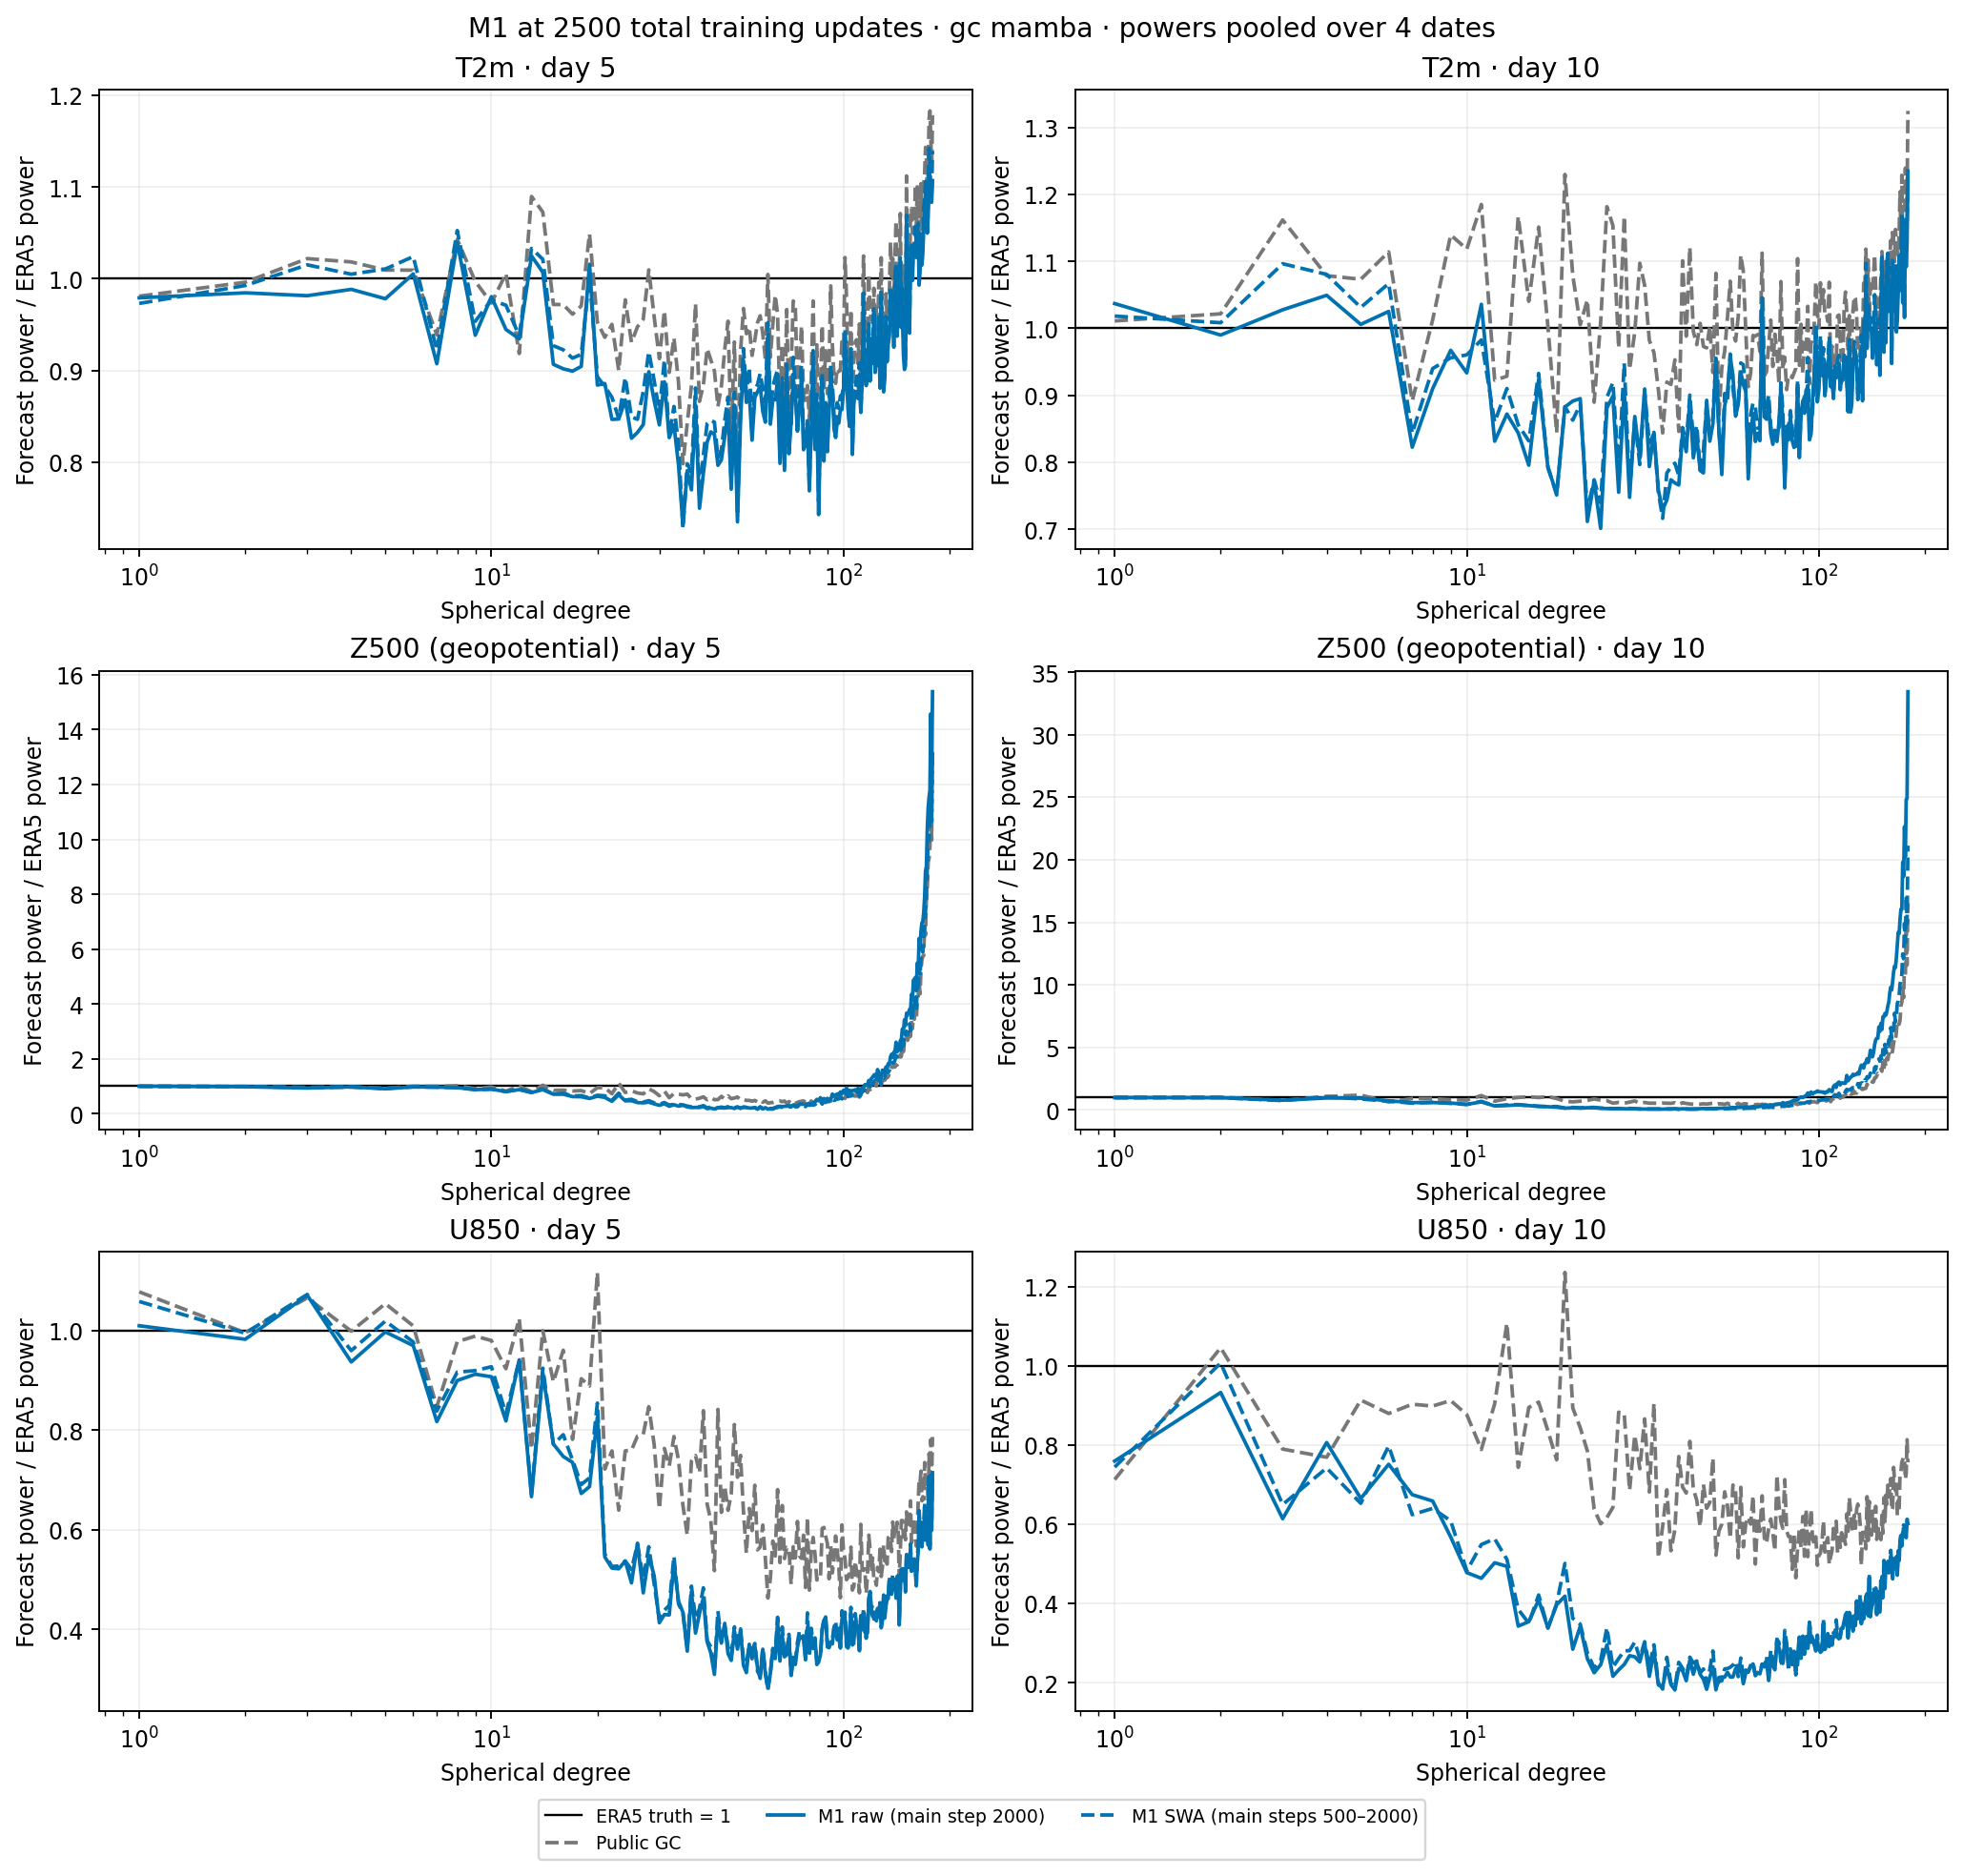 M1 at 2500 total training updates · gc mamba · powers pooled over 4 dates
T2m · day 5
Forecast power / ERA5 power
1.2
1.1
1.0
0.9
0.8
10⁰
10¹
10²
Spherical degree
T2m · day 10
Forecast power / ERA5 power
1.3
1.2
1.1
1.0
0.9
0.8
0.7
10⁰
10¹
10²
Spherical degree
Z500 (geopotential) · day 5
Forecast power / ERA5 power
16
14
12
10
8
6
4
2
0
10⁰
10¹
10²
Spherical degree
Z500 (geopotential) · day 10
Forecast power / ERA5 power
35
30
25
20
15
10
5
0
10⁰
10¹
10²
Spherical degree
U850 · day 5
Forecast power / ERA5 power
1.0
0.8
0.6
0.4
10⁰
10¹
10²
Spherical degree
U850 · day 10
Forecast power / ERA5 power
1.2
1.0
0.8
0.6
0.4
0.2
10⁰
10¹
10²
Spherical degree
ERA5 truth = 1
Public GC
M1 raw (main step 2000)
M1 SWA (main steps 500–2000)